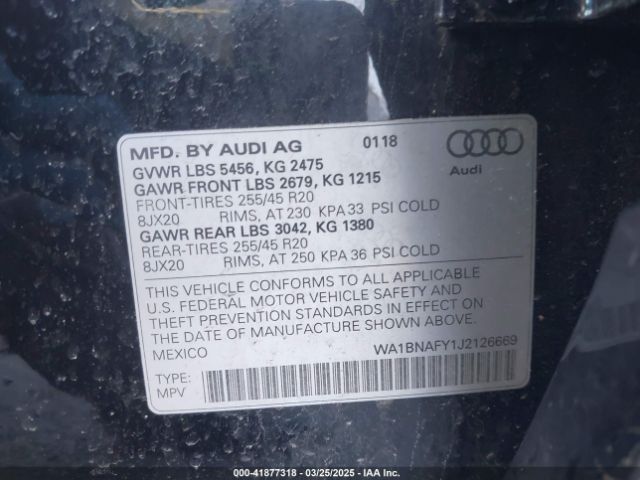 MFD. BY AUDI AG 0118
GVWR LBS 5456, KG 2475
GAWR FRONT LBS 2679, KG 1215
FRONT-TIRES 255/45 R20
8JX20 RIMS, AT 230 KPA 33 PSI COLD
GAWR REAR LBS 3042, KG 1380
REAR-TIRES 255/45 R20
8JX20 RIMS, AT 250 KPA 36 PSI COLD
Audi
THIS VEHICLE CONFORMS TO ALL APPLICABLE
U.S. FEDERAL MOTOR VEHICLE SAFETY AND
THEFT PREVENTION STANDARDS IN EFFECT ON
THE DATE OF MANUFACTURE SHOWN ABOVE.
MEXICO WA1BNAFY1J2126669
TYPE:
MPV
000-41877318 - 03/25/2025 - IAA Inc.